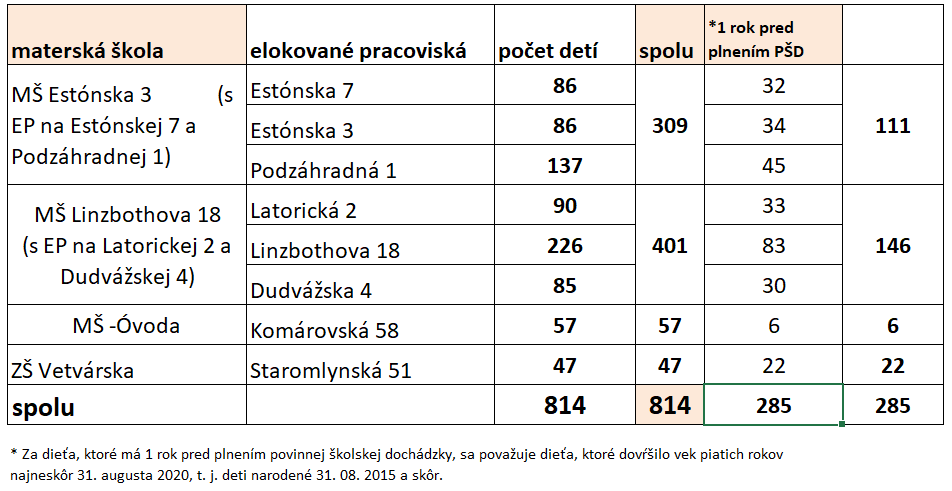 materská škola elokované pracoviská počet detí spolu *1 rok pred plnením PŠD
MŠ Estónska 3 (s EP na Estónskej 7 a Podzáhradnej 1)
Estónska 7 86 309 32 111
Estónska 3 86 34
Podzáhradná 1 137 45
MŠ Linzbothova 18 (s EP na Latorickej 2 a Dudvážskej 4)
Latorická 2 90 401 33 146
Linzbothova 18 226 83
Dudvážska 4 85 30
MŠ -Óvoda Komárovská 58 57 57 6 6
ZŠ Vetvárska Staromlynská 51 47 47 22 22
spolu 814 814 285 285
* Za dieťa, ktoré má 1 rok pred plnením povinnej školskej dochádzky, sa považuje dieťa, ktoré dovŕšilo vek piatich rokov
najneskôr 31. augusta 2020, t. j. deti narodené 31. 08. 2015 a skôr.